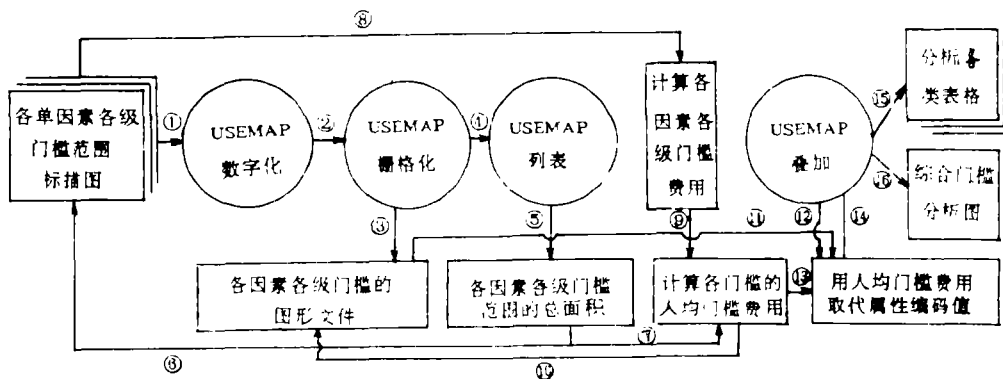 ⑧
各单因素各级
门槛范围
标描图
①
USEMAP
数字化
②
USEMAP
栅格化
④
USEMAP
列表
计算各
因素各
级门槛
费用
USEMAP
叠加
⑮
分析各
类表格
⑯
综合门槛
分析图
③
⑤
⑨
⑪
⑫
⑭
各因素各级门槛的
图形文件
各因素各级门槛
范围的总面积
计算各门槛的
人均门槛费用
⑬
用人均门槛费用
取代属性编码值
⑥
⑦
⑩